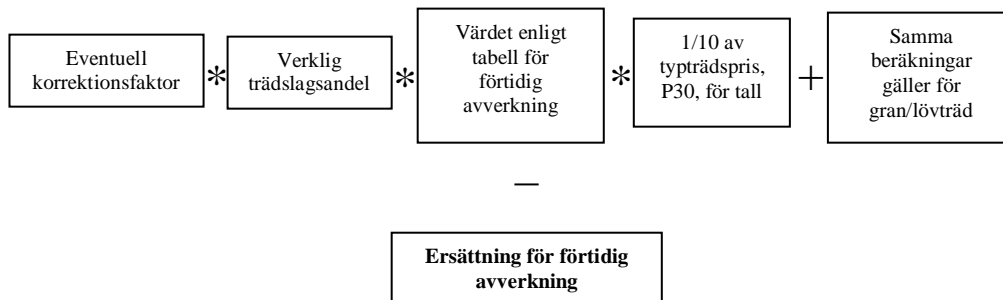 Eventuell
korrektionsfaktor
*
Verklig
trädslagsandel
*
Värdet enligt
tabell för
förtidig
avverkning
*
1/10 av
typträdspris,
P30, för tall
+
Samma
beräkningar
gäller för
gran/lövträd
–
Ersättning för förtidig
avverkning